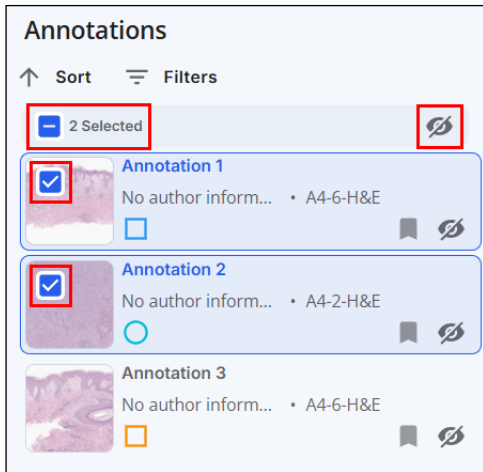 Annotations
Sort Filters
2 Selected
Annotation 1
No author inform... • A4-6-H&E
Annotation 2
No author inform... • A4-2-H&E
Annotation 3
No author inform... • A4-6-H&E